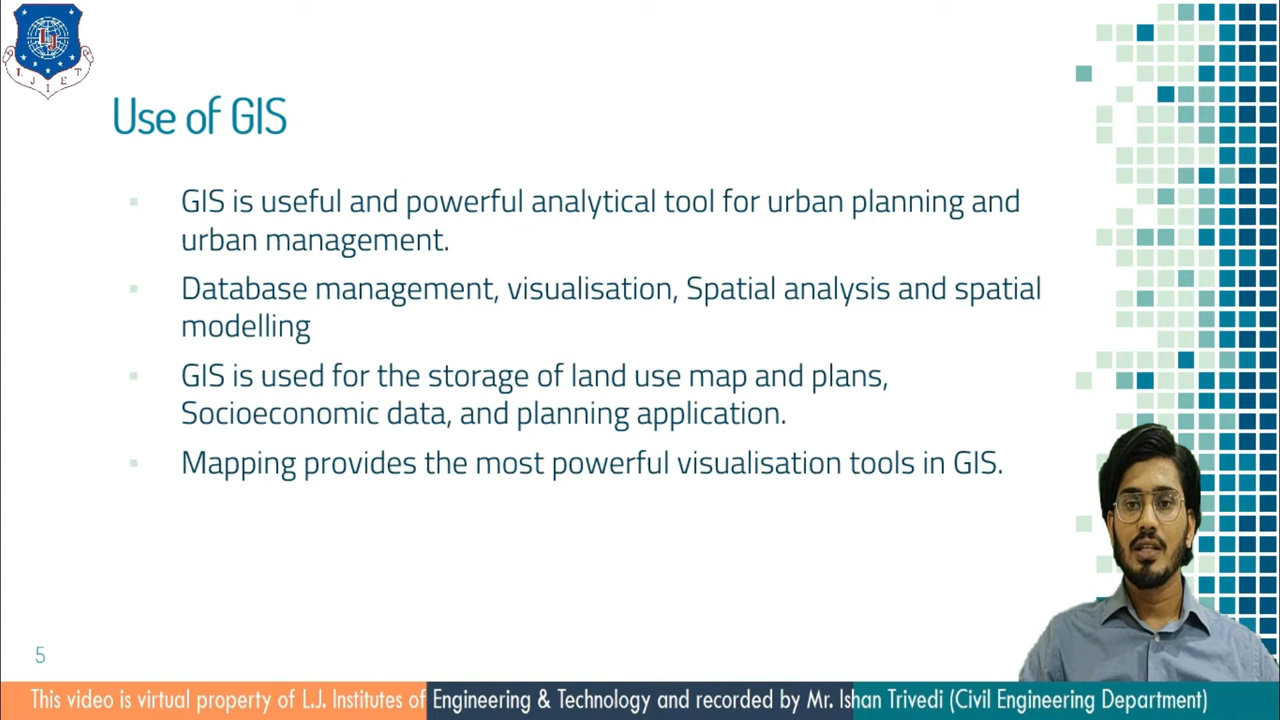 LJ
L J I E T
Use of GIS
GIS is useful and powerful analytical tool for urban planning and
urban management.
Database management, visualisation, Spatial analysis and spatial
modelling
GIS is used for the storage of land use map and plans,
Socioeconomic data, and planning application.
Mapping provides the most powerful visualisation tools in GIS.
5
This video is virtual property of L.J. Institutes of Engineering & Technology and recorded by Mr. Ishan Trivedi (Civil Engineering Department)